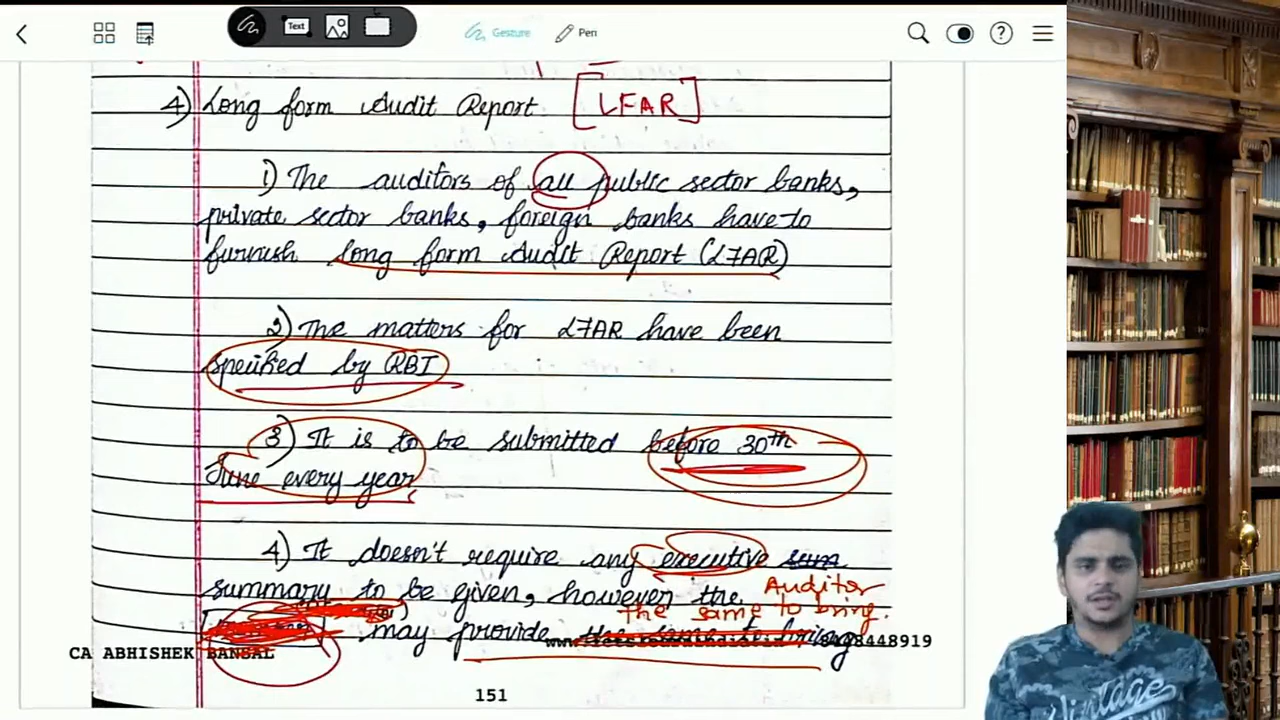 Text
Gesture
Pen
4) Long form Audit Report [LFAR]
1) The auditors of all public sector banks,
private sector banks, foreign banks have to
furnish Long form Audit Report (LFAR)
2) The matters for LFAR have been
specified by RBI
3) It is to be submitted before 30th
June every year
4) It doesn't require any executive
summary to be given, however the Auditor
the same to bring.
may provide
CA ABHISHEK BANSAL
8448919
151
Vintage